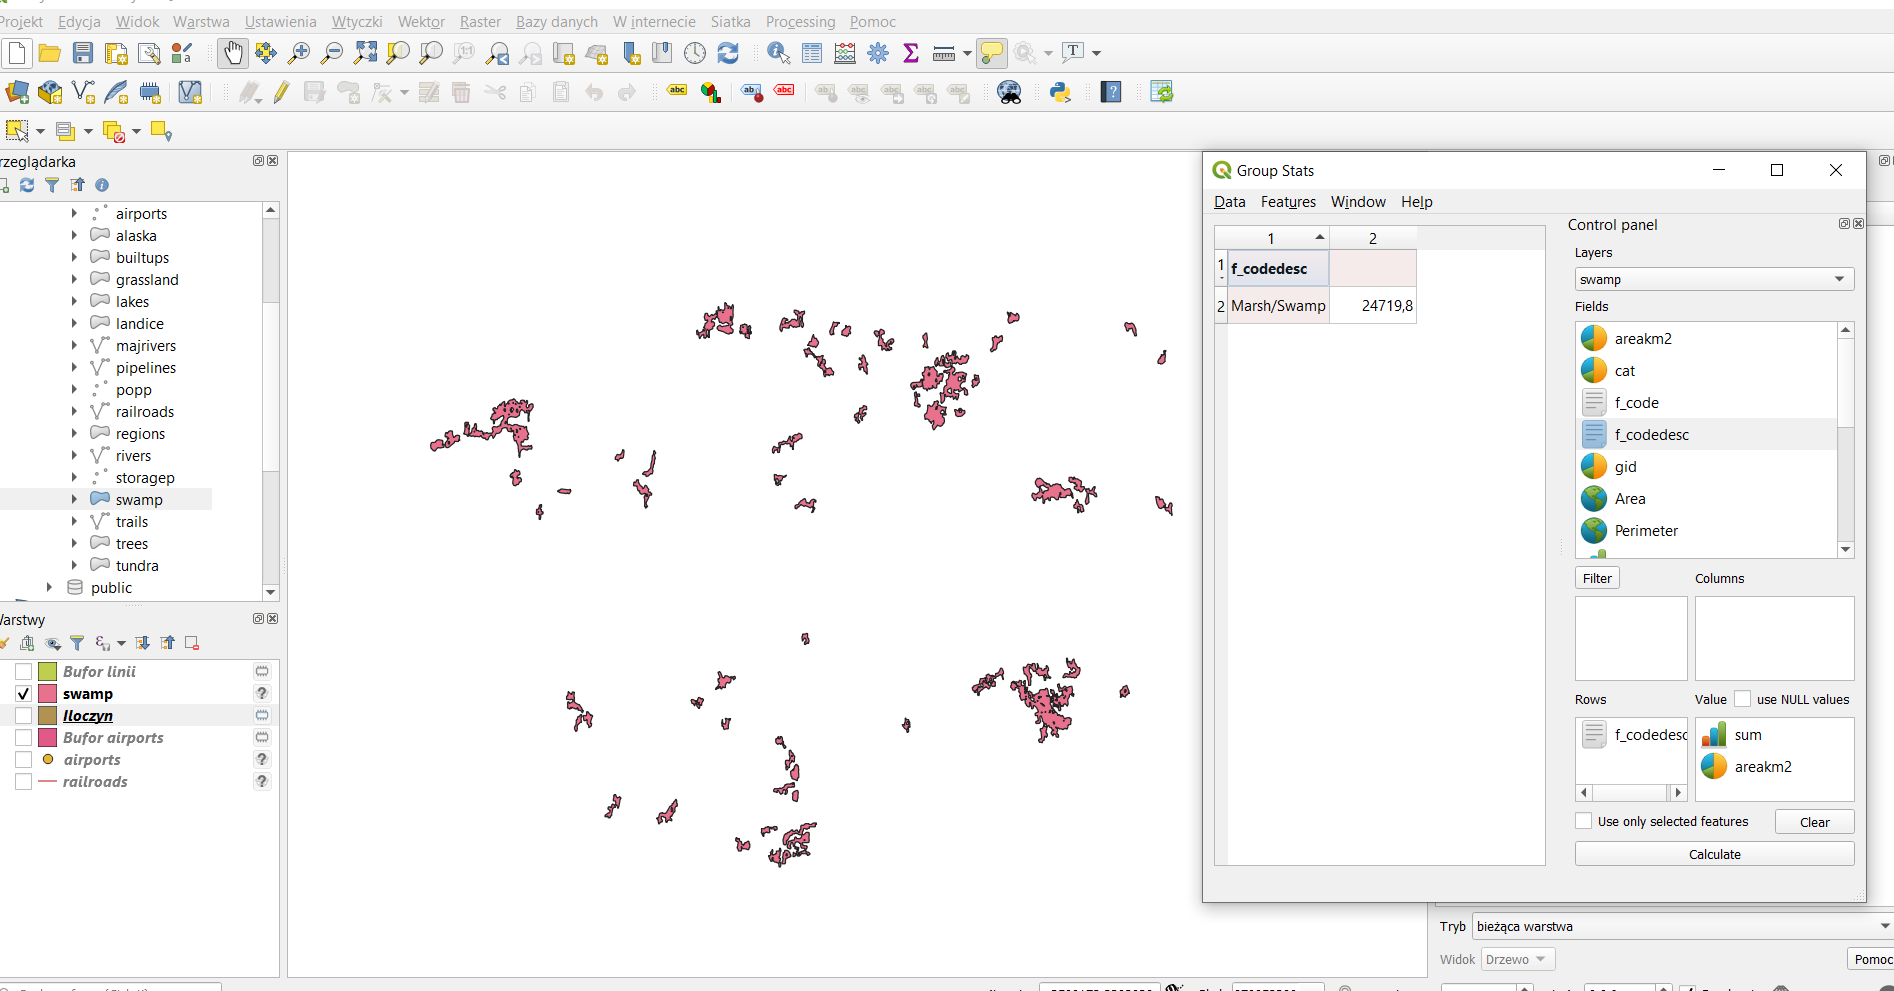 Projekt Edycja Widok Warstwa Ustawienia Wtyczki Wektor Raster Bazy danych W internecie Siatka Processing Pomoc
rzeglądarka
airports
alaska
builtups
grassland
lakes
landice
majrivers
pipelines
popp
railroads
regions
rivers
storagep
swamp
trails
trees
tundra
public
Warstwy
Bufor linii
swamp
Iloczyn
Bufor airports
airports
railroads
Group Stats
Data Features Window Help
1 2
1 f_codedesc
2 Marsh/Swamp 24719,8
Control panel
Layers
swamp
Fields
areakm2
cat
f_code
f_codedesc
gid
Area
Perimeter
Filter Columns
Rows Value use NULL values
f_codedesc
sum
areakm2
Use only selected features Clear
Calculate
Tryb bieżąca warstwa
Widok Drzewo Pomoc